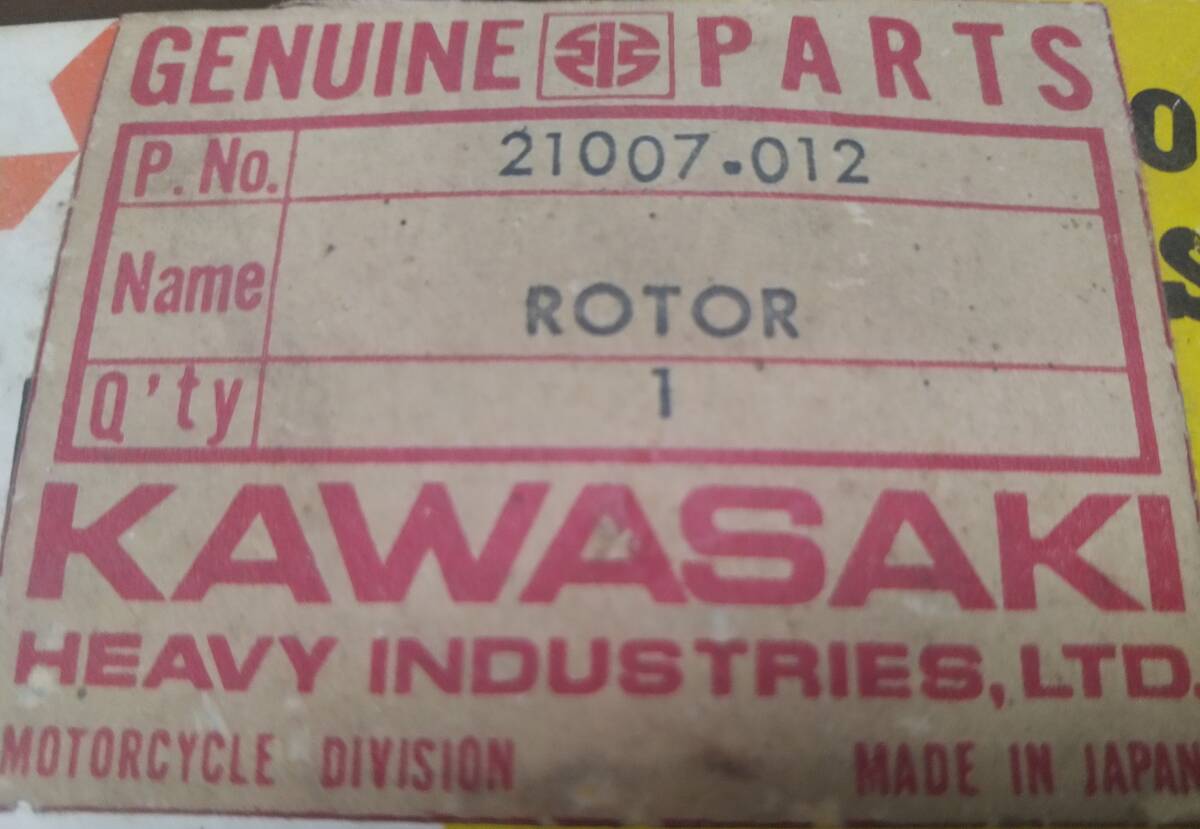 GENUINE PARTS
P. No. 21007-012
Name ROTOR
Q'ty 1
KAWASAKI
HEAVY INDUSTRIES, LTD.
MOTORCYCLE DIVISION MADE IN JAPAN
O
S